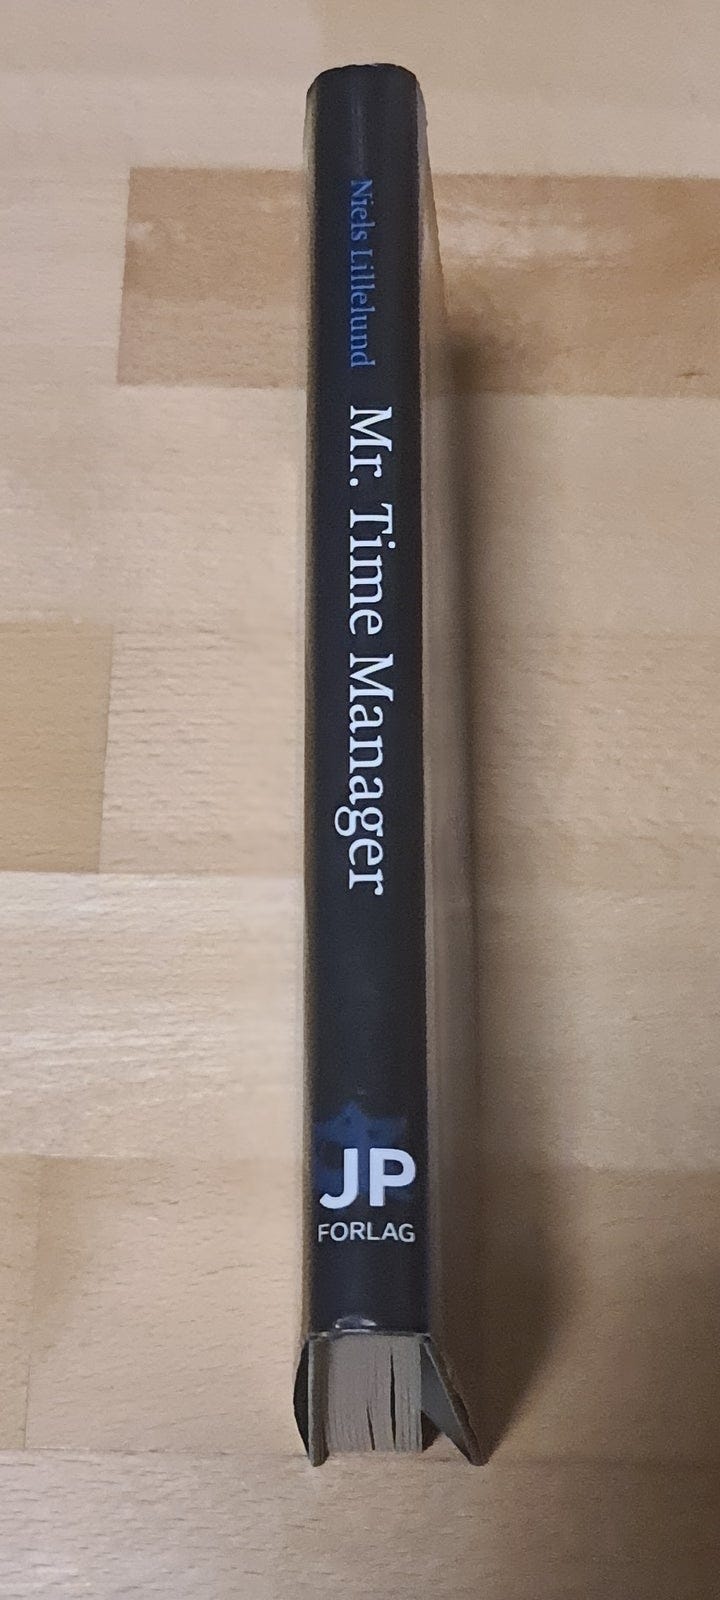 Niels Lillelund
Mr. Time Manager
JP
FORLAG